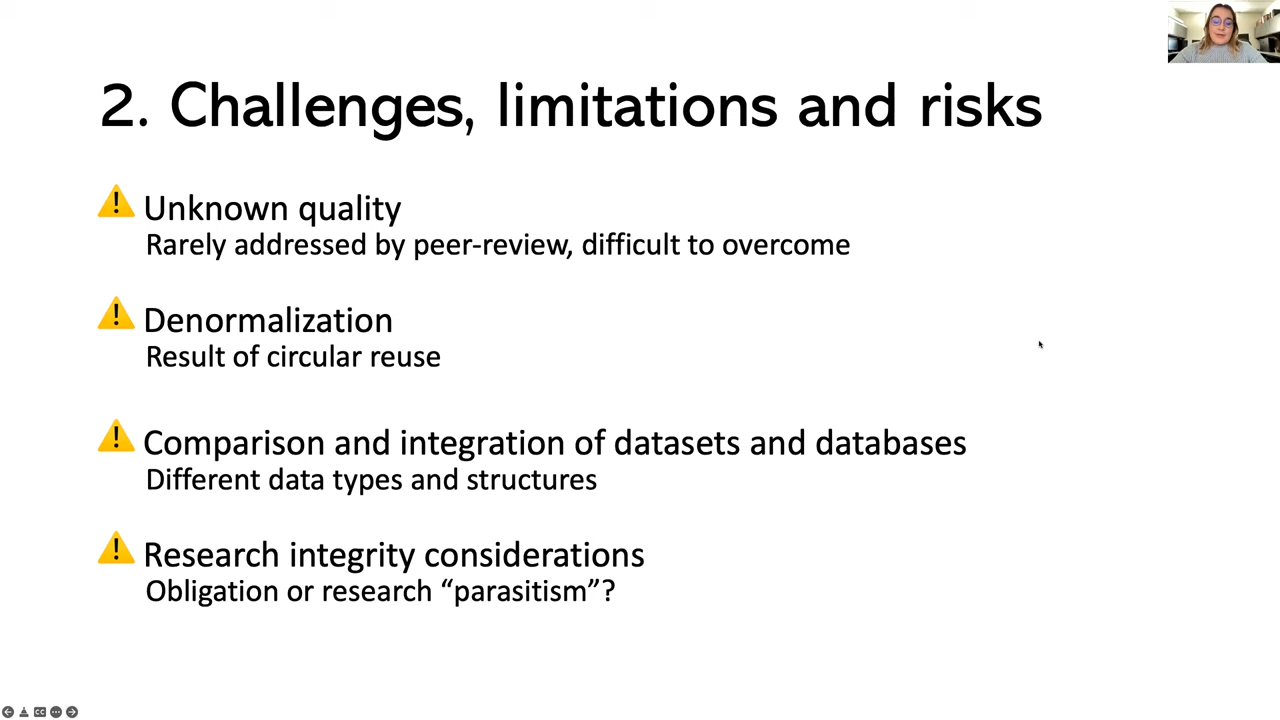 2. Challenges, limitations and risks
Unknown quality
Rarely addressed by peer-review, difficult to overcome
Denormalization
Result of circular reuse
Comparison and integration of datasets and databases
Different data types and structures
Research integrity considerations
Obligation or research “parasitism”?